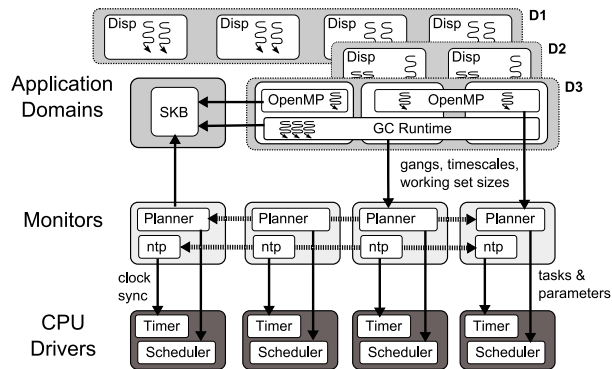 D1
Disp Disp Disp Disp
D2
Disp Disp
D3
Application
Domains
SKB
OpenMP OpenMP
GC Runtime
gangs, timescales,
working set sizes
Monitors
Planner Planner Planner Planner
ntp ntp ntp ntp
clock
sync
tasks &
parameters
CPU
Drivers
Timer Timer Timer Timer
Scheduler Scheduler Scheduler Scheduler